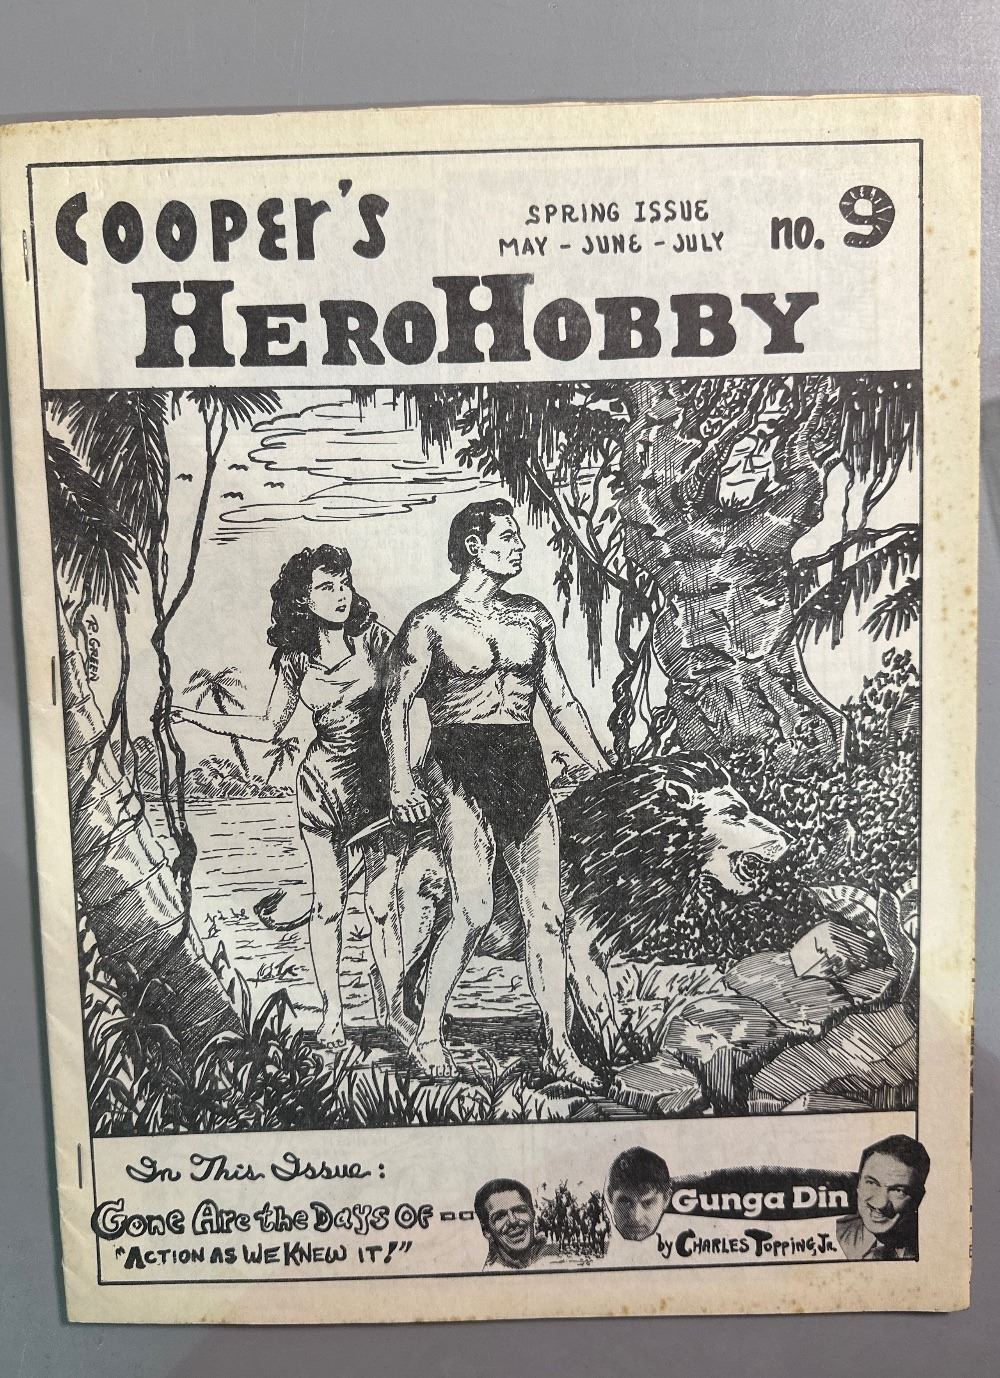 COOPEr'S
SPRING ISSUE
MAY - JUNE - JULY
no. 9
HEROHOBBY
R. GREEN
In This Issue:
Gone Are the Days Of --
"ACTION AS WE KNEW IT!"
Gunga Din
by CHARLES TOPPING, Jr.